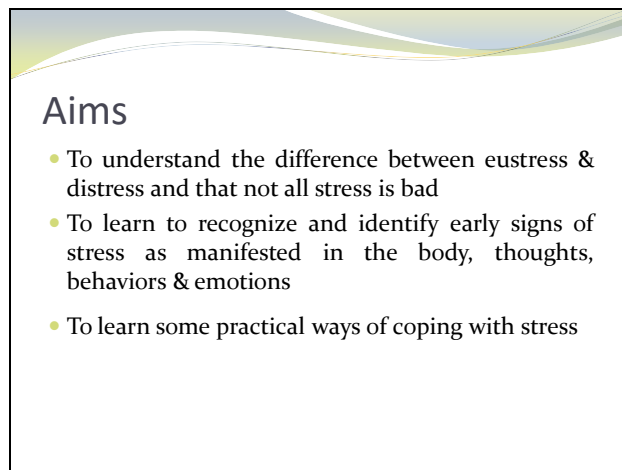 Aims
• To understand the difference between eustress &
distress and that not all stress is bad
• To learn to recognize and identify early signs of
stress as manifested in the body, thoughts,
behaviors & emotions
• To learn some practical ways of coping with stress